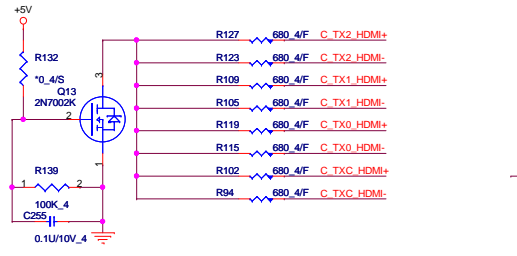 +5V
R127 680_4/F C_TX2_HDMI+
R132
R123 680_4/F C_TX2_HDMI-
*0_4/S
3
R109 680_4/F C_TX1_HDMI+
Q13
2N7002K
R105 680_4/F C_TX1_HDMI-
2
R119 680_4/F C_TX0_HDMI+
R115 680_4/F C_TX0_HDMI-
1
R139
R102 680_4/F C_TXC_HDMI+
1 2
R94 680_4/F C_TXC_HDMI-
100K_4
C255
0.1U/10V_4